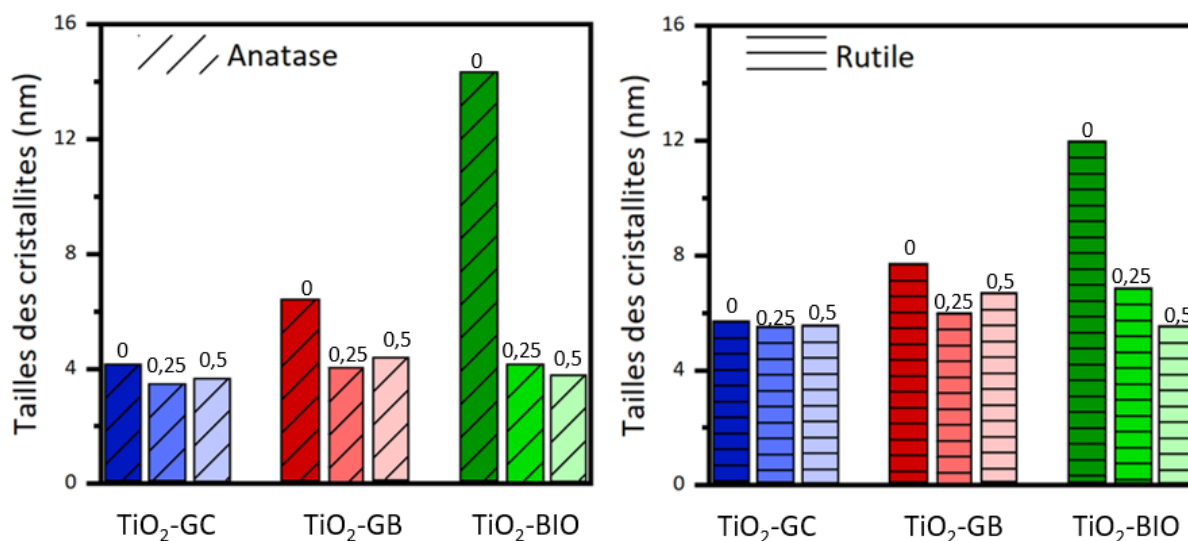 Tailles des cristallites (nm)
16
12
8
4
0
Anatase
0
0,25
0,5
0
0,25
0,5
0
0,25
0,5
TiO₂-GC
TiO₂-GB
TiO₂-BIO
Tailles des cristallites (nm)
16
12
8
4
0
Rutile
0
0,25
0,5
0
0,25
0,5
0
0,25
0,5
TiO₂-GC
TiO₂-GB
TiO₂-BIO